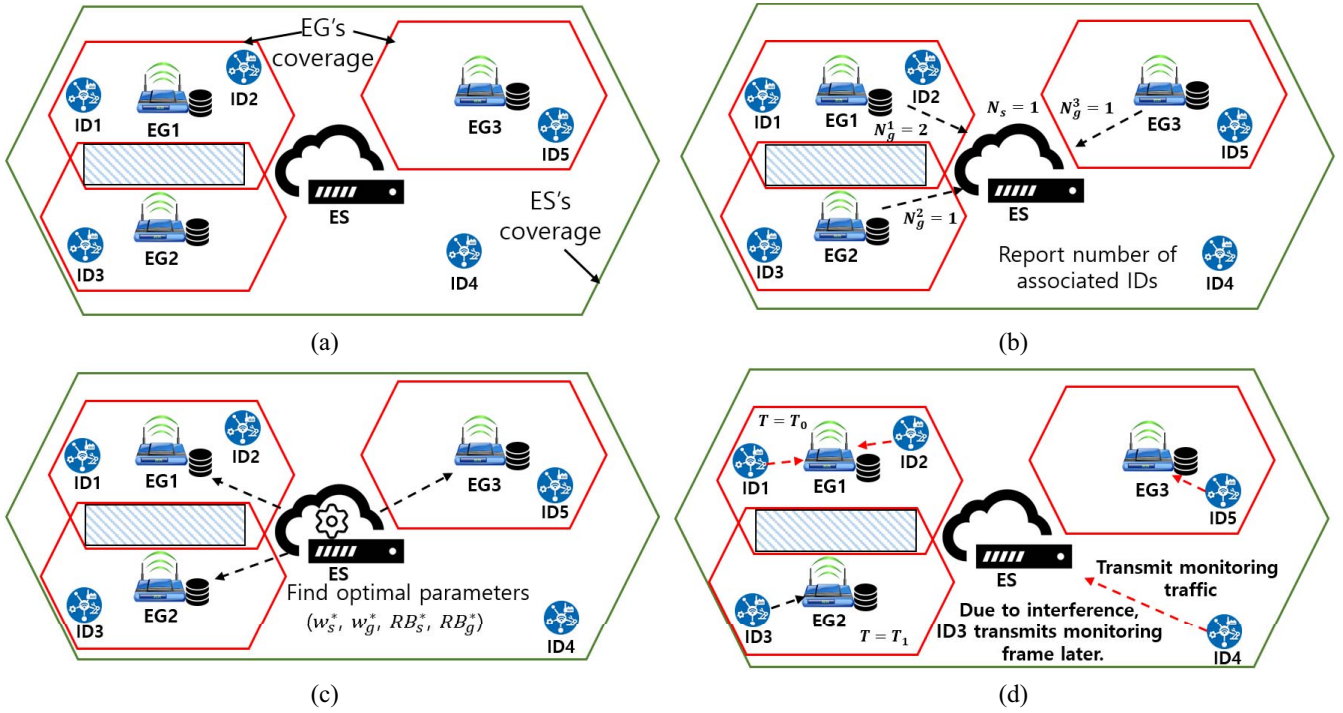 EG's
coverage
ID2
ID1
EG1
EG3
ID5
ES
ES's
coverage
ID3
EG2
ID4
(a)
ID2
ID1
EG1
N_g^1 = 2
N_s = 1
N_g^3 = 1
EG3
ID5
ES
N_g^2 = 1
ID3
EG2
Report number of
associated IDs
ID4
(b)
ID2
ID1
EG1
EG3
ID5
ES
ID3
EG2
Find optimal parameters
(w_s^*, w_g^*, RB_s^*, RB_g^*)
ID4
(c)
T = T_0
ID2
ID1
EG1
EG3
ID5
ES
Transmit monitoring
traffic
ID3
EG2
T = T_1
Due to interference,
ID3 transmits monitoring
frame later.
ID4
(d)